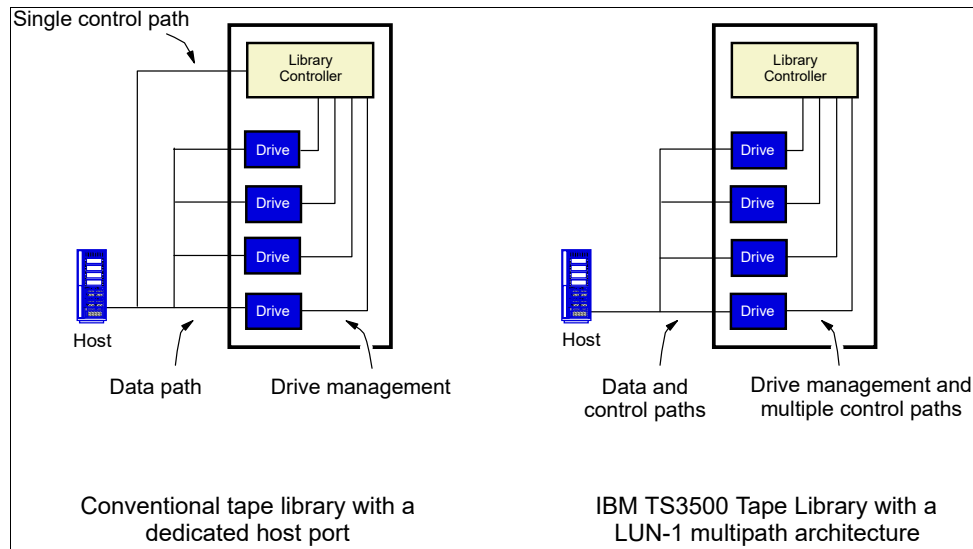 Single control path
Library
Controller
Drive
Drive
Drive
Drive
Host
Data path
Drive management
Conventional tape library with a
dedicated host port
Library
Controller
Drive
Drive
Drive
Drive
Host
Data and
control paths
Drive management and
multiple control paths
IBM TS3500 Tape Library with a
LUN-1 multipath architecture